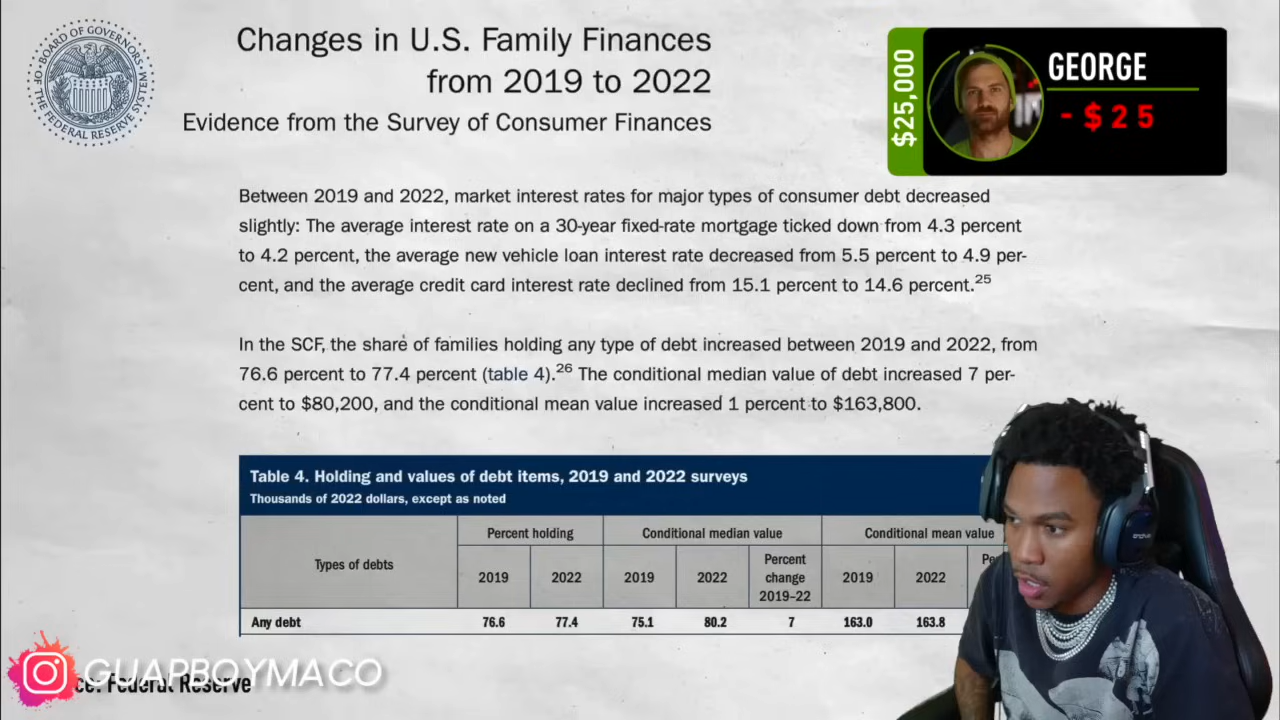 BOARD OF GOVERNORS OF THE FEDERAL RESERVE SYSTEM
Changes in U.S. Family Finances
from 2019 to 2022
Evidence from the Survey of Consumer Finances
$25,000
GEORGE
- $25
Between 2019 and 2022, market interest rates for major types of consumer debt decreased
slightly: The average interest rate on a 30-year fixed-rate mortgage ticked down from 4.3 percent
to 4.2 percent, the average new vehicle loan interest rate decreased from 5.5 percent to 4.9 per-
cent, and the average credit card interest rate declined from 15.1 percent to 14.6 percent.25
In the SCF, the share of families holding any type of debt increased between 2019 and 2022, from
76.6 percent to 77.4 percent (table 4).26 The conditional median value of debt increased 7 per-
cent to $80,200, and the conditional mean value increased 1 percent to $163,800.
Table 4. Holding and values of debt items, 2019 and 2022 surveys
Thousands of 2022 dollars, except as noted
Types of debts
Percent holding
Conditional median value
Conditional mean value
2019 2022 2019 2022 Percent change 2019–22 2019 2022
Any debt 76.6 77.4 75.1 80.2 7 163.0 163.8
GUAPBOYMACO
Federal Reserve